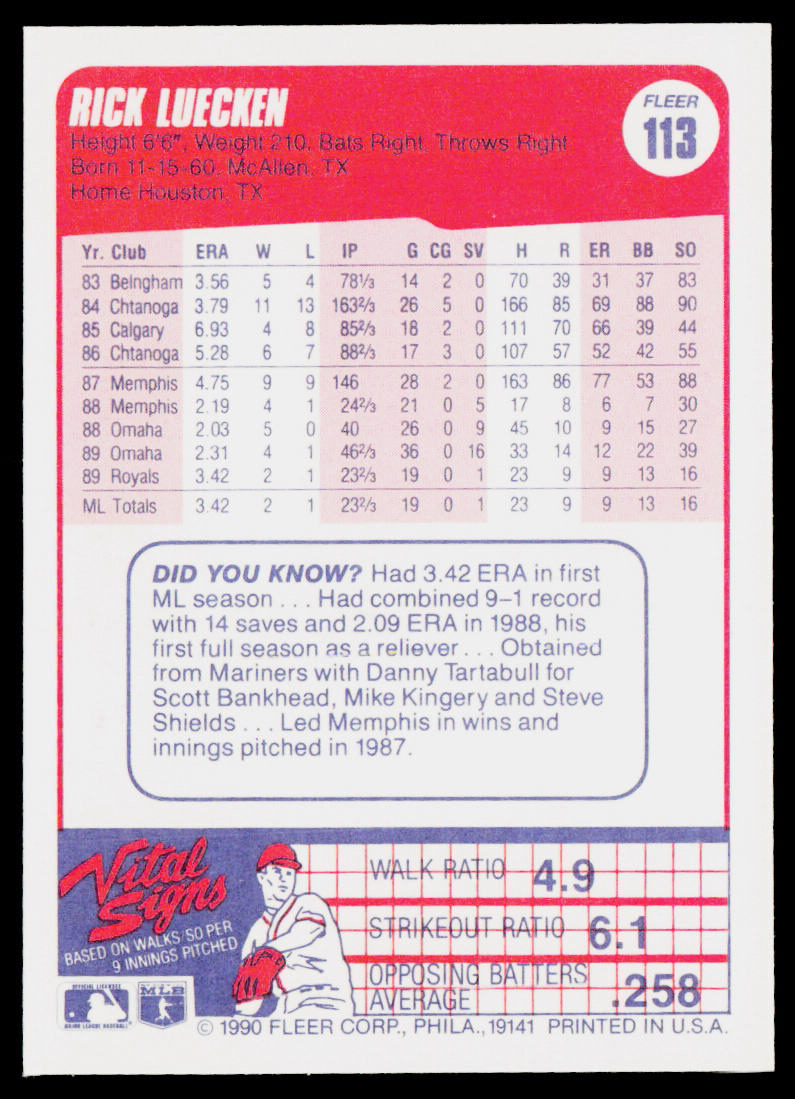 RICK LUECKEN
FLEER
113
Height 6'6", Weight 210, Bats Right, Throws Right
Born 11-15-60, McAllen, TX
Home Houston, TX
Yr. Club ERA W L IP G CG SV H R ER BB SO
83 Belngham 3.56 5 4 78⅓ 14 2 0 70 39 31 37 83
84 Chtanoga 3.79 11 13 163⅔ 26 5 0 166 85 69 88 90
85 Calgary 6.93 4 8 85⅔ 18 2 0 111 70 66 39 44
86 Chtanoga 5.28 6 7 88⅔ 17 3 0 107 57 52 42 55
87 Memphis 4.75 9 9 146 28 2 0 163 86 77 53 88
88 Memphis 2.19 4 1 24⅔ 21 0 5 17 8 6 7 30
88 Omaha 2.03 5 0 40 26 0 9 45 10 9 15 27
89 Omaha 2.31 4 1 46⅔ 36 0 16 33 14 12 22 39
89 Royals 3.42 2 1 23⅔ 19 0 1 23 9 9 13 16
ML Totals 3.42 2 1 23⅔ 19 0 1 23 9 9 13 16
DID YOU KNOW? Had 3.42 ERA in first
ML season . . . Had combined 9–1 record
with 14 saves and 2.09 ERA in 1988, his
first full season as a reliever . . . Obtained
from Mariners with Danny Tartabull for
Scott Bankhead, Mike Kingery and Steve
Shields . . . Led Memphis in wins and
innings pitched in 1987.
Vital
Signs
BASED ON WALKS/SO PER
9 INNINGS PITCHED
WALK RATIO 4.9
STRIKEOUT RATIO 6.1
OPPOSING BATTERS
AVERAGE .258
OFFICIAL LICENSEE
MAJOR LEAGUE BASEBALL
MLB
© 1990 FLEER CORP., PHILA., 19141 PRINTED IN U.S.A.